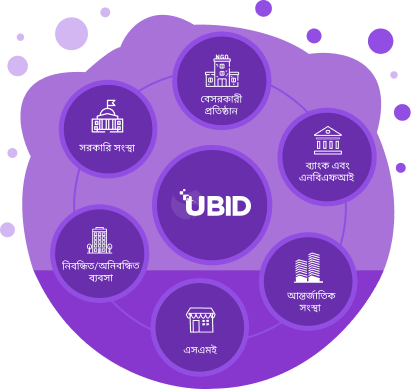 NGO
বেসরকারী
প্রতিষ্ঠান
সরকারি সংস্থা
ব্যাংক এবং
এনবিএফআই
UBID
নিবন্ধিত/অনিবন্ধিত
ব্যবসা
আন্তর্জাতিক
সংস্থা
এসএমই